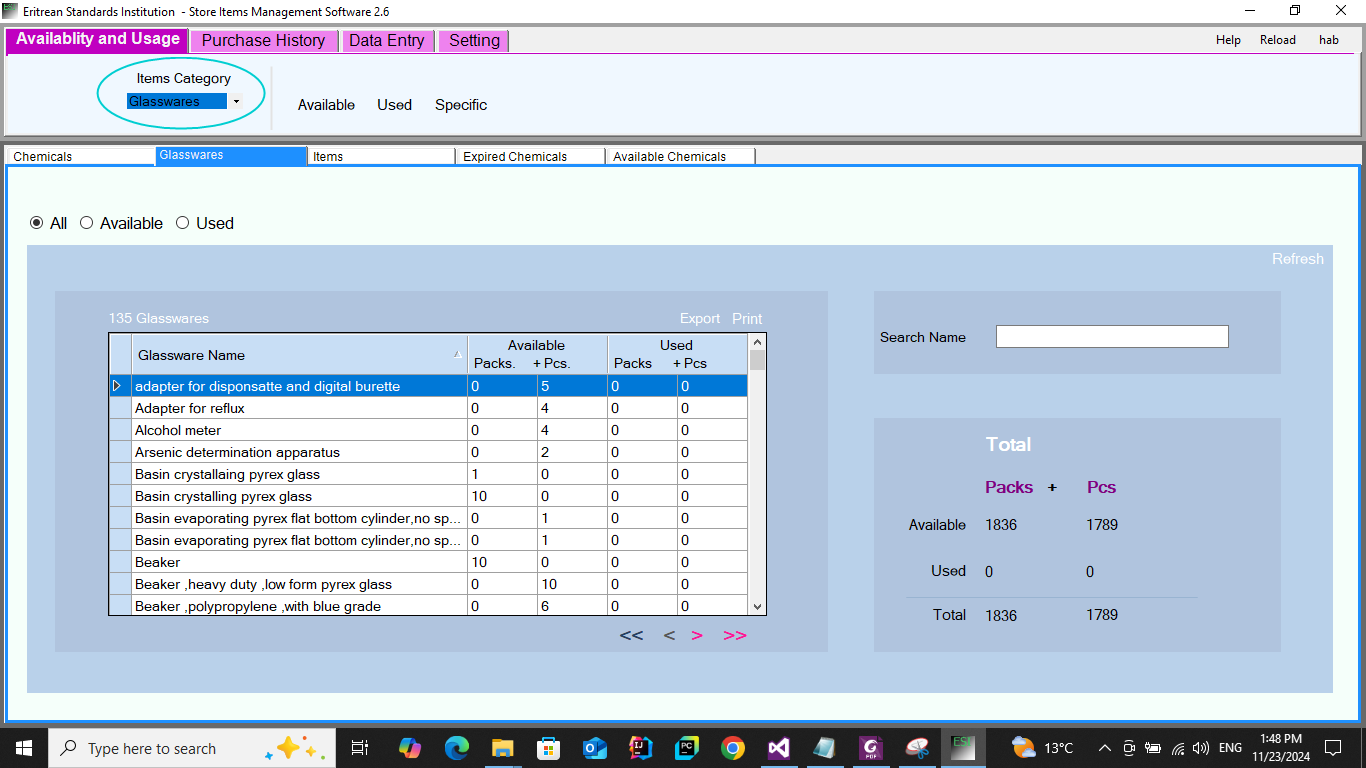 Eritrean Standards Institution - Store Items Management Software 2.6
Availablity and Usage Purchase History Data Entry Setting Help Reload hab
Items Category
Glasswares
Available Used Specific
Chemicals Glasswares Items Expired Chemicals Available Chemicals
All Available Used
Refresh
135 Glasswares Export Print
Glassware Name Available Used
Packs. + Pcs. Packs + Pcs
adapter for disponsatte and digital burette 0 5 0 0
Adapter for reflux 0 4 0 0
Alcohol meter 0 4 0 0
Arsenic determination apparatus 0 2 0 0
Basin crystallaing pyrex glass 1 0 0 0
Basin crystalling pyrex glass 10 0 0 0
Basin evaporating pyrex flat bottom cylinder,no sp... 0 1 0 0
Basin evaporating pyrex flat bottom cylinder,no sp... 0 1 0 0
Beaker 10 0 0 0
Beaker ,heavy duty ,low form pyrex glass 0 10 0 0
Beaker ,polypropylene ,with blue grade 0 6 0 0
<< < > >>
Search Name
Total
Packs + Pcs
Available 1836 1789
Used 0 0
Total 1836 1789
Type here to search
13°C ENG 1:48 PM
11/23/2024